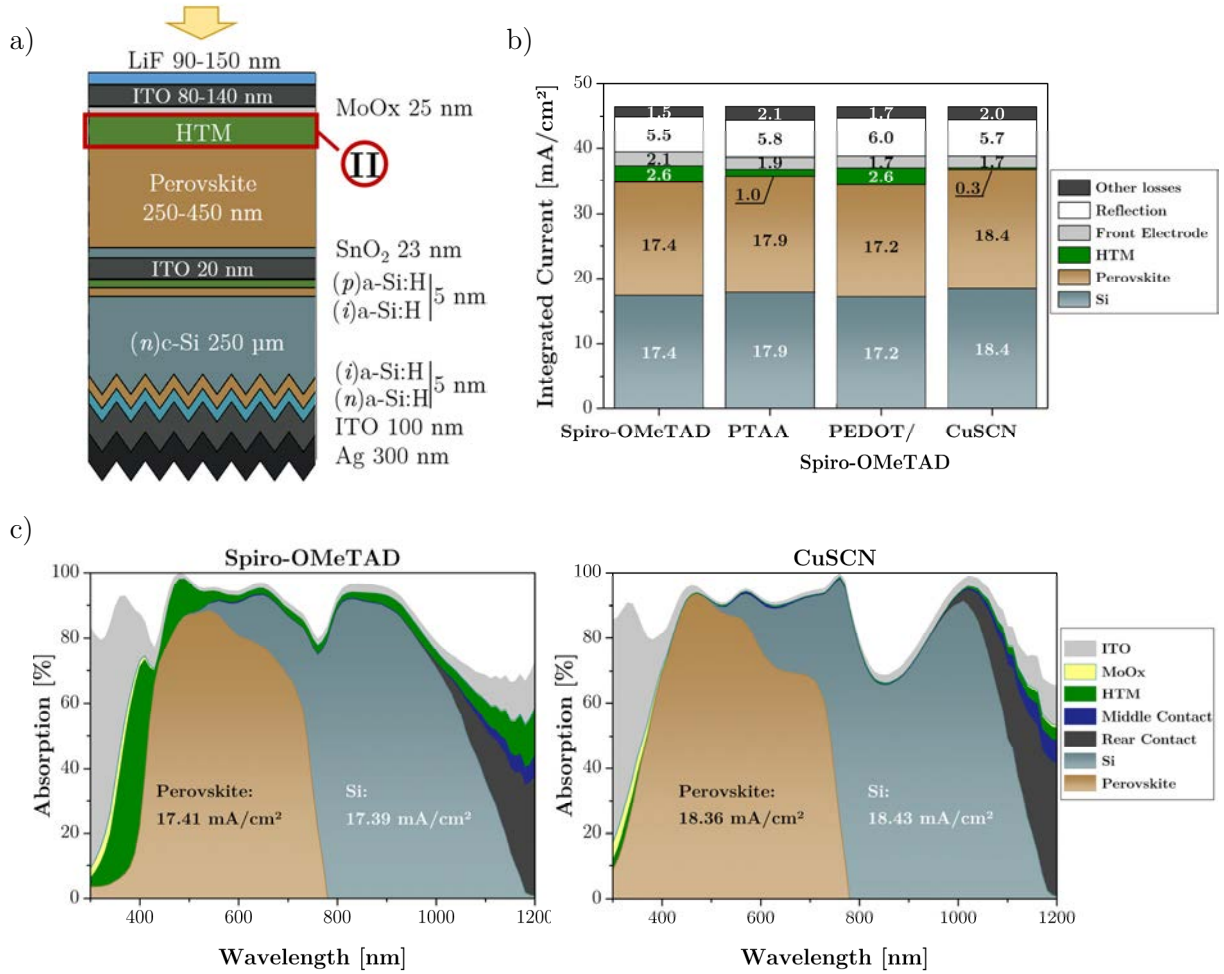 a)
LiF 90-150 nm
ITO 80-140 nm
MoOx 25 nm
HTM
II
Perovskite
250-450 nm
SnO₂ 23 nm
ITO 20 nm
(p)a-Si:H
(i)a-Si:H
5 nm
(n)c-Si 250 µm
(i)a-Si:H
(n)a-Si:H
5 nm
ITO 100 nm
Ag 300 nm
b)
Integrated Current [mA/cm²]
50
40
30
20
10
0
1.5
5.5
2.1
2.6
17.4
17.4
2.1
5.8
1.9
1.0
17.9
17.9
1.7
6.0
1.7
2.6
17.2
17.2
2.0
5.7
1.7
0.3
18.4
18.4
Spiro-OMeTAD
PTAA
PEDOT/
Spiro-OMeTAD
CuSCN
Other losses
Reflection
Front Electrode
HTM
Perovskite
Si
c)
Spiro-OMeTAD
Absorption [%]
100
80
60
40
20
0
Perovskite:
17.41 mA/cm²
Si:
17.39 mA/cm²
400
600
800
1000
1200
Wavelength [nm]
CuSCN
Absorption [%]
100
80
60
40
20
0
Perovskite:
18.36 mA/cm²
Si:
18.43 mA/cm²
400
600
800
1000
1200
Wavelength [nm]
ITO
MoOx
HTM
Middle Contact
Rear Contact
Si
Perovskite